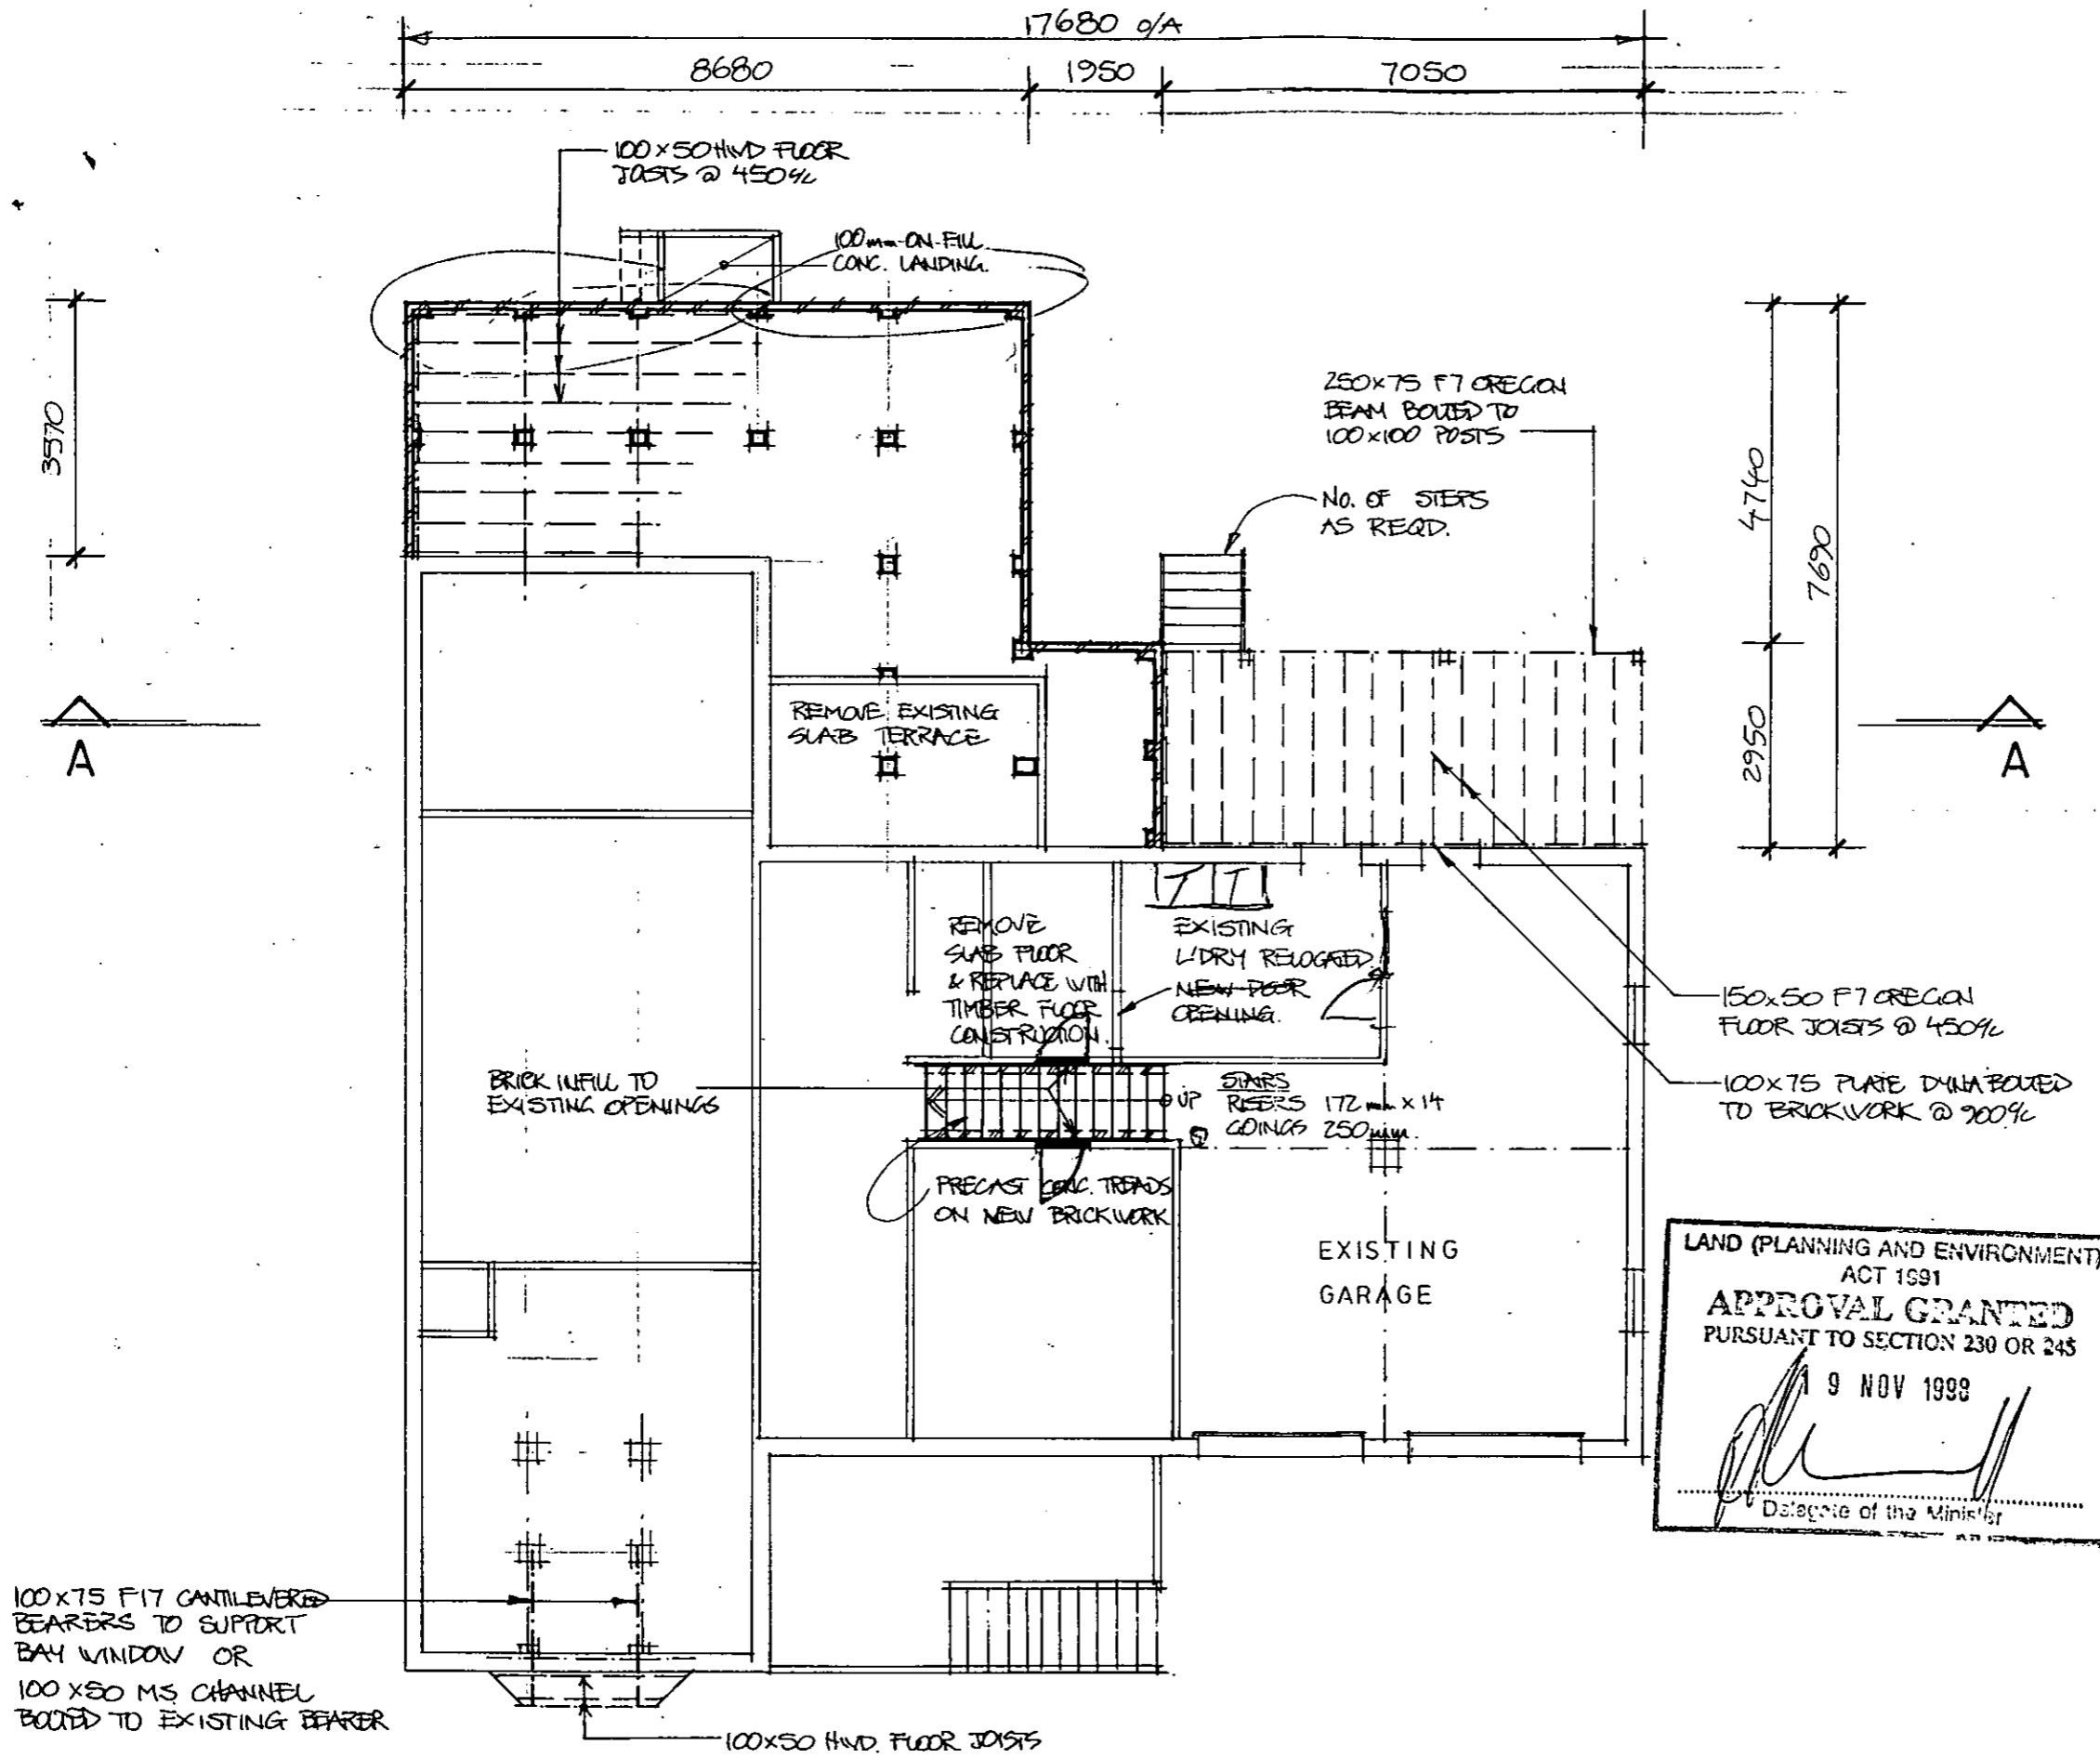 17680 O/A
8680
1950
7050
100×50 HWD FLOOR
JOISTS @ 450 c/c
100mm ON FILL
CONC. LANDING.
3570
250×75 F7 OREGON
BEAM BOLTED TO
100×100 POSTS
NO. OF STEPS
AS REQD.
4740
7690
2950
A
A
REMOVE EXISTING
SLAB TERRACE
REMOVE
SLAB FLOOR
& REPLACE WITH
TIMBER FLOOR
CONSTRUCTION.
T T
EXISTING
L'DRY RELOCATED.
NEW DOOR
OPENING.
150×50 F7 OREGON
FLOOR JOISTS @ 450 c/c
100×75 PLATE DYNABOLTED
TO BRICKWORK @ 900 c/c
BRICK INFILL TO
EXISTING OPENINGS
UP
STAIRS
RISERS 172mm × 14
GOINGS 250mm.
PRECAST CONC. TREADS
ON NEW BRICKWORK
EXISTING
GARAGE
LAND (PLANNING AND ENVIRONMENT)
ACT 1991
APPROVAL GRANTED
PURSUANT TO SECTION 230 OR 245
19 NOV 1998
Delegate of the Minister
100×75 F17 CANTILEVERED
BEARERS TO SUPPORT
BAY WINDOW OR
100×50 MS CHANNEL
BOLTED TO EXISTING BEARER
100×50 HWD. FLOOR JOISTS